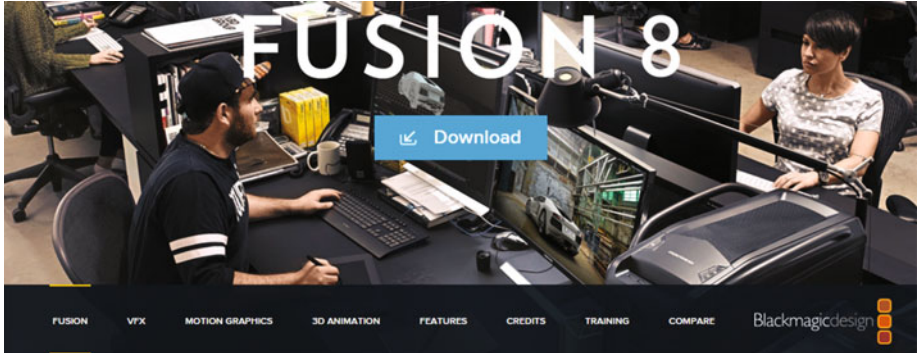 FUSION 8
Download
FUSION VFX MOTION GRAPHICS 3D ANIMATION FEATURES CREDITS TRAINING COMPARE Blackmagicdesign